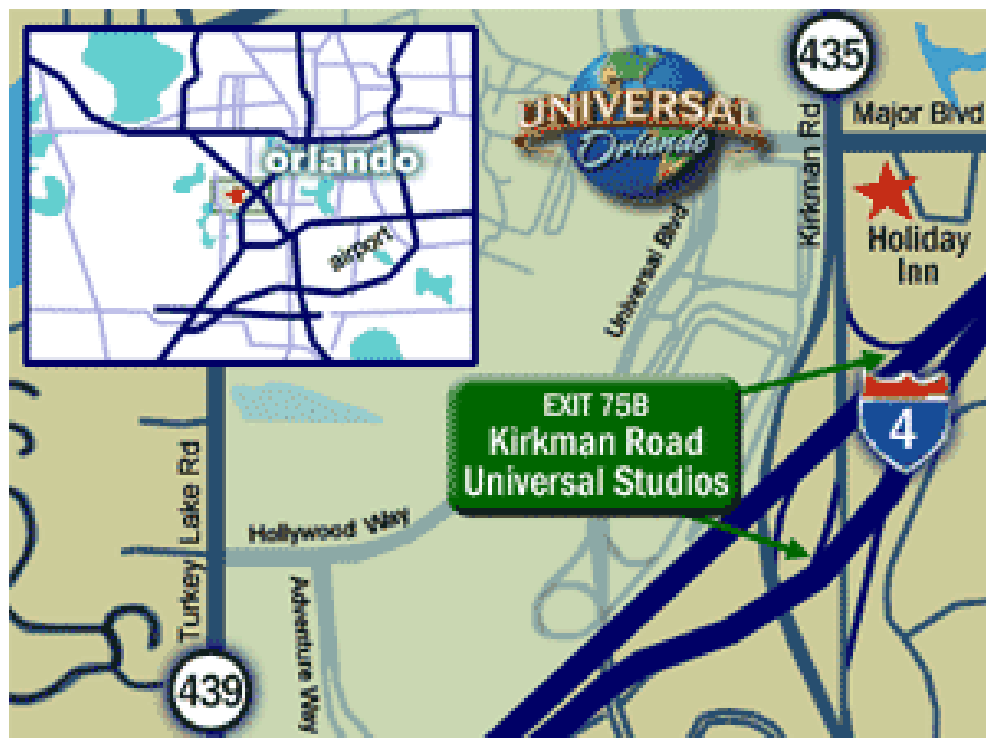 orlando
airport
UNIVERSAL
Orlando
435
Kirkman Rd
Major Blvd
Holiday
Inn
Universal Blvd
EXIT 75B
Kirkman Road
Universal Studios
4
Hollywood Way
Turkey Lake Rd
Adventure Way
439